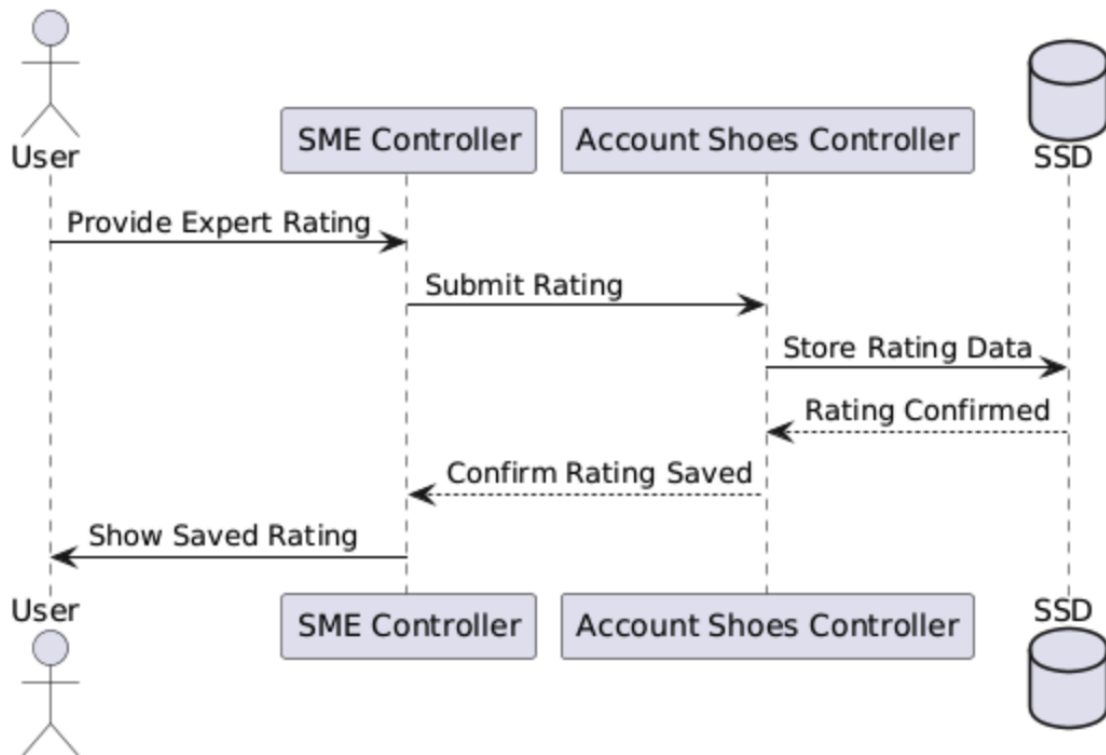 User
SME Controller
Account Shoes Controller
SSD
Provide Expert Rating
Submit Rating
Store Rating Data
Rating Confirmed
Confirm Rating Saved
Show Saved Rating
User
SME Controller
Account Shoes Controller
SSD